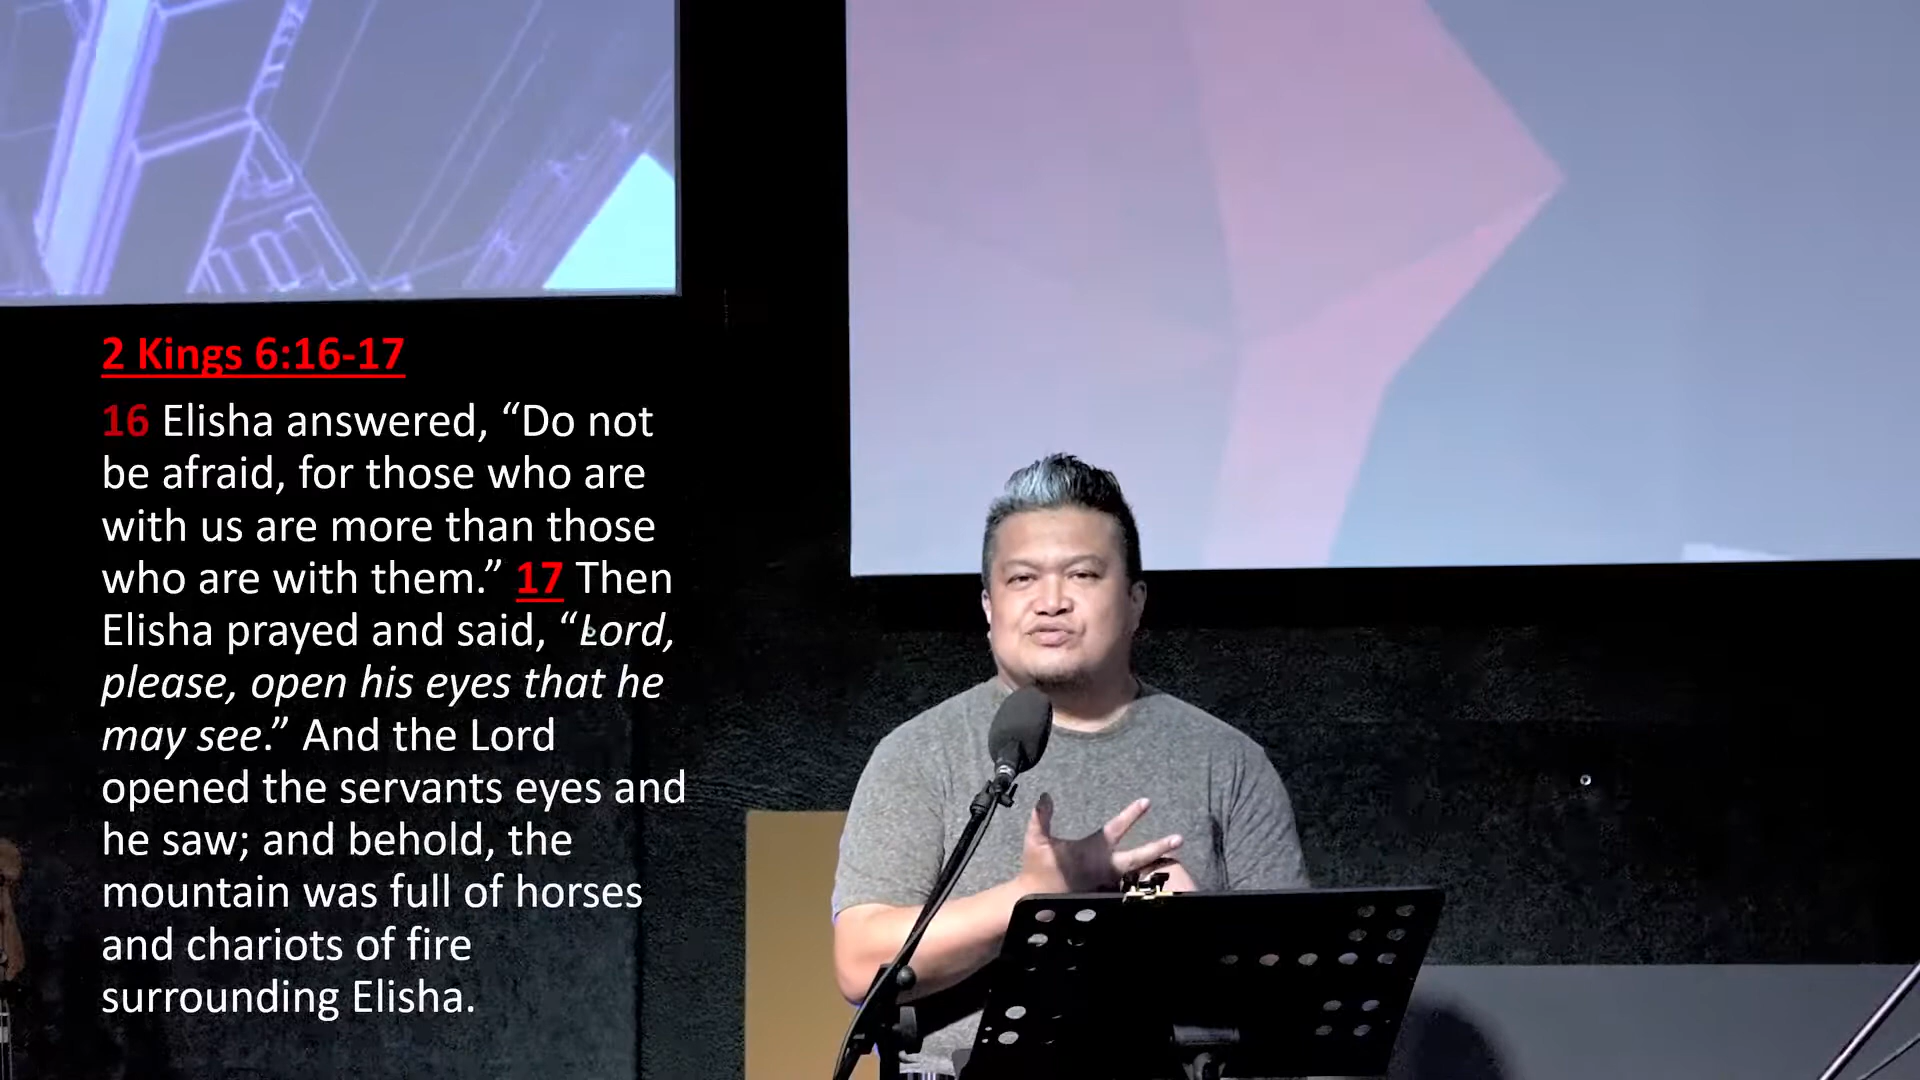 2 Kings 6:16-17
16 Elisha answered, “Do not
be afraid, for those who are
with us are more than those
who are with them.” 17 Then
Elisha prayed and said, “Lord,
please, open his eyes that he
may see.” And the Lord
opened the servants eyes and
he saw; and behold, the
mountain was full of horses
and chariots of fire
surrounding Elisha.